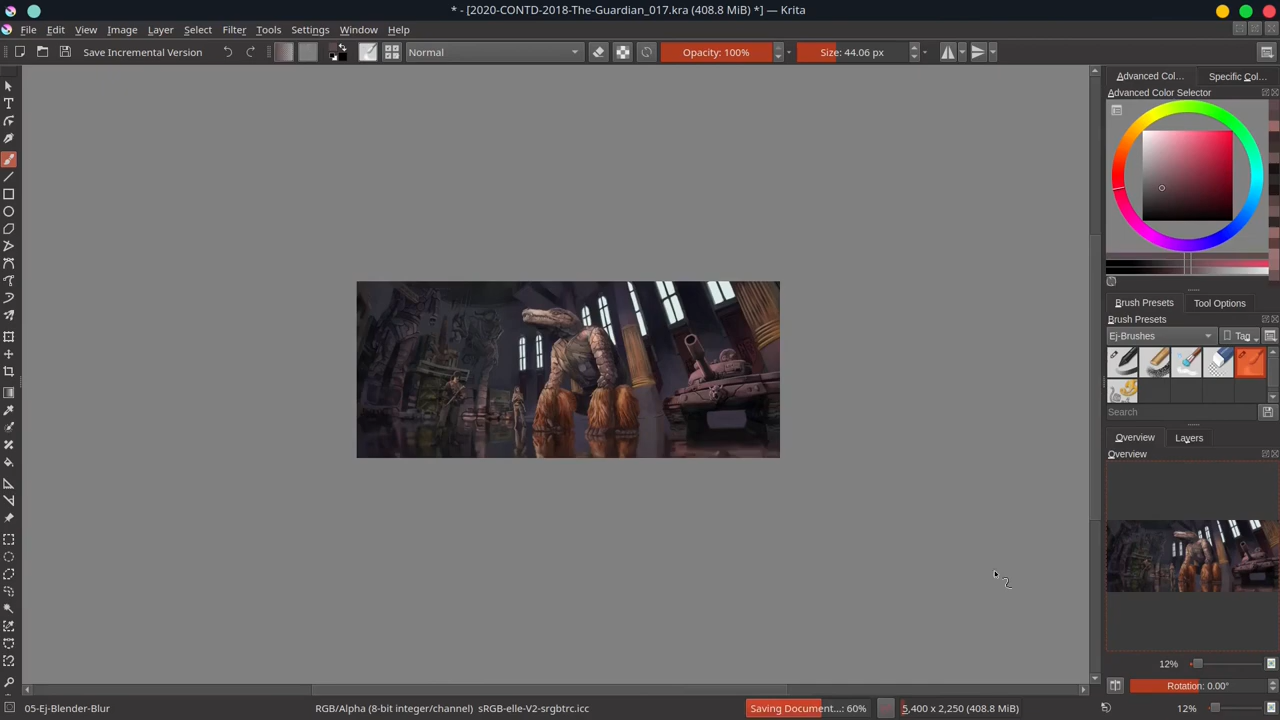 * - [2020-CONTD-2018-The-Guardian_017.kra (408.8 MiB) *] — Krita
File Edit View Image Layer Select Filter Tools Settings Window Help
Save Incremental Version Normal Opacity: 100% Size: 44.06 px
Advanced Col... Specific Col...
Advanced Color Selector
Brush Presets Tool Options
Brush Presets
Ej-Brushes Tag
Search
Overview Layers
Overview
12%
Rotation: 0.00°
05-Ej-Blender-Blur RGB/Alpha (8-bit integer/channel) sRGB-elle-V2-srgbtrc.icc Saving Document...: 60% 5,400 x 2,250 (408.8 MiB) 12%